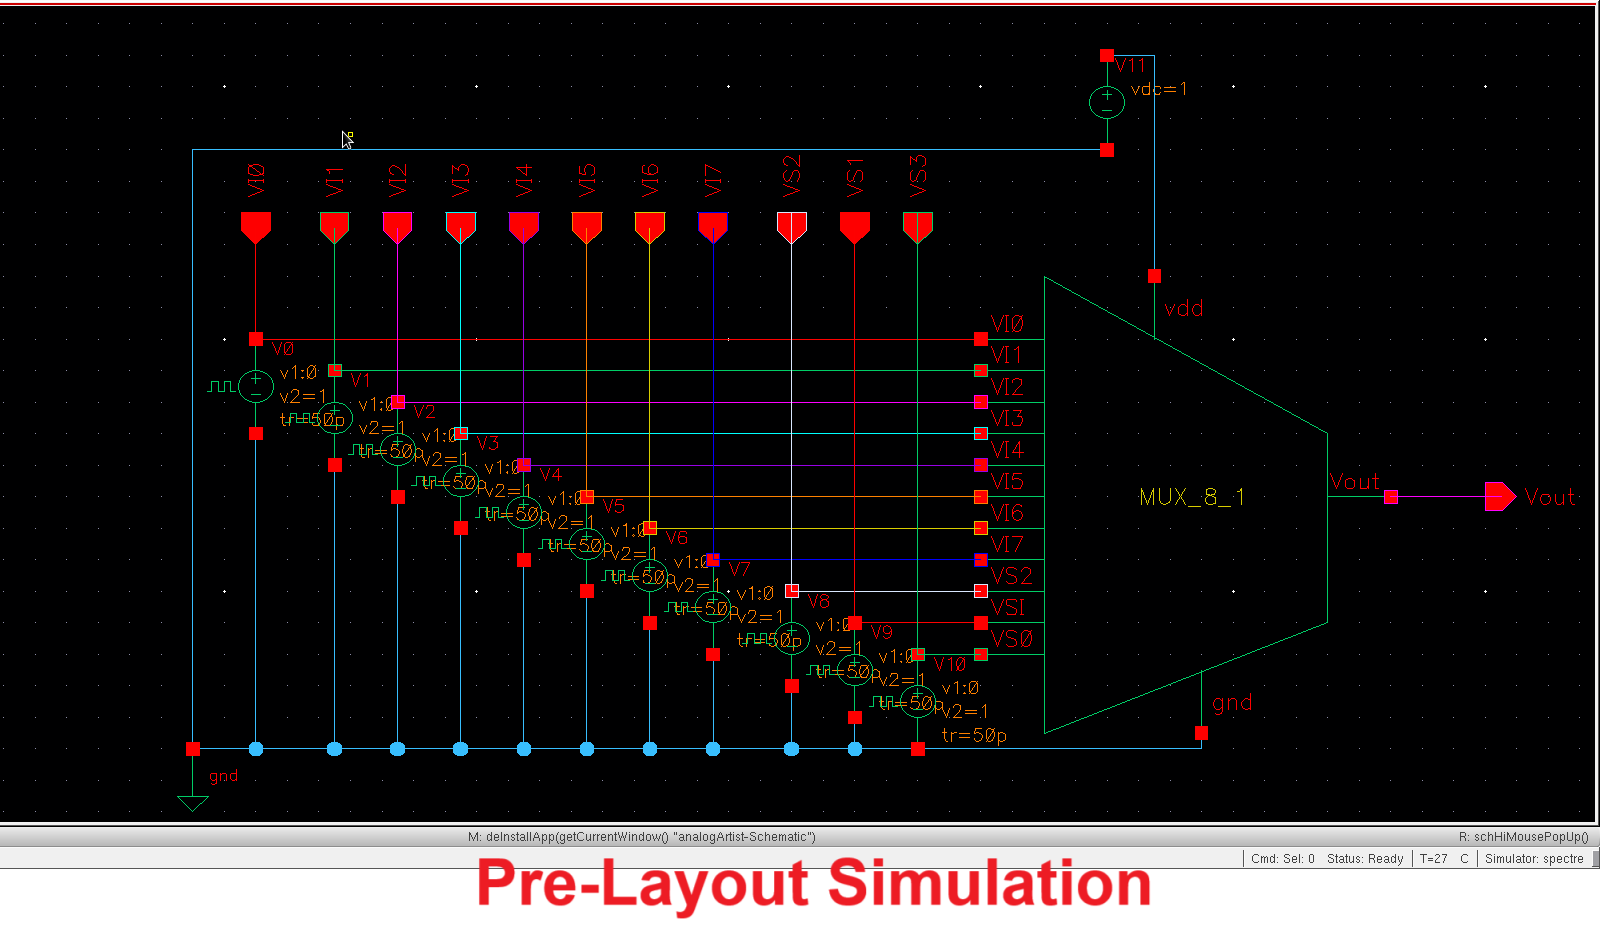 V11
vdc=1
VI0 VI1 VI2 VI3 VI4 VI5 VI6 VI7 VS2 VS1 VS3
vdd
VI0
V0
VI1
v1:0
V1
VI2
v2=1
v1:0
V2
tr=50p
VI3
v2=1
v1:0
V3
tr=50p
VI4
v2=1
v1:0
V4
tr=50p
VI5
v2=1
v1:0
V5
MUX_8_1
Vout
Vout
tr=50p
VI6
v2=1
v1:0
V6
tr=50p
VI7
v2=1
v1:0
V7
tr=50p
VS2
v2=1
v1:0
V8
tr=50p
VSI
v2=1
v1:0
V9
tr=50p
VS0
v2=1
v1:0
V10
tr=50p
v2=1
v1:0
gnd
tr=50p
v2=1
tr=50p
gnd
M: deInstallApp(getCurrentWindow() "analogArtist-Schematic")
R: schHiMousePopUp()
Cmd: Sel: 0 Status: Ready T=27 C Simulator: spectre
Pre-Layout Simulation